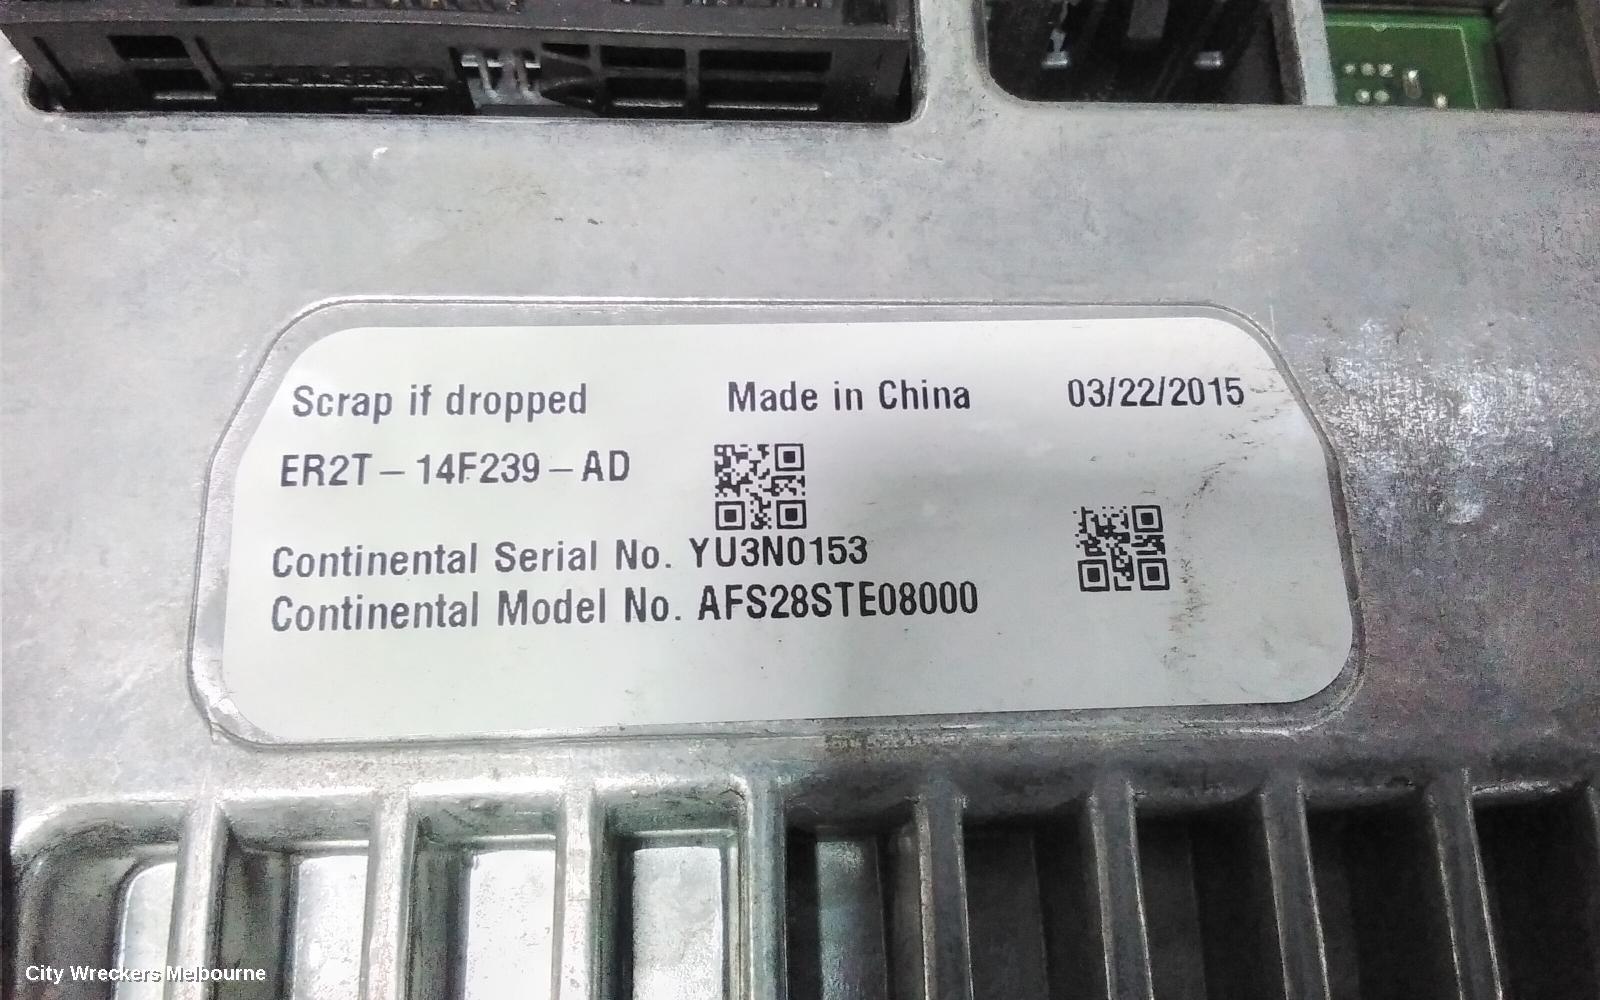 Scrap if dropped Made in China 03/22/2015
ER2T – 14F239 – AD
Continental Serial No. YU3N0153
Continental Model No. AFS28STE08000
City Wreckers Melbourne